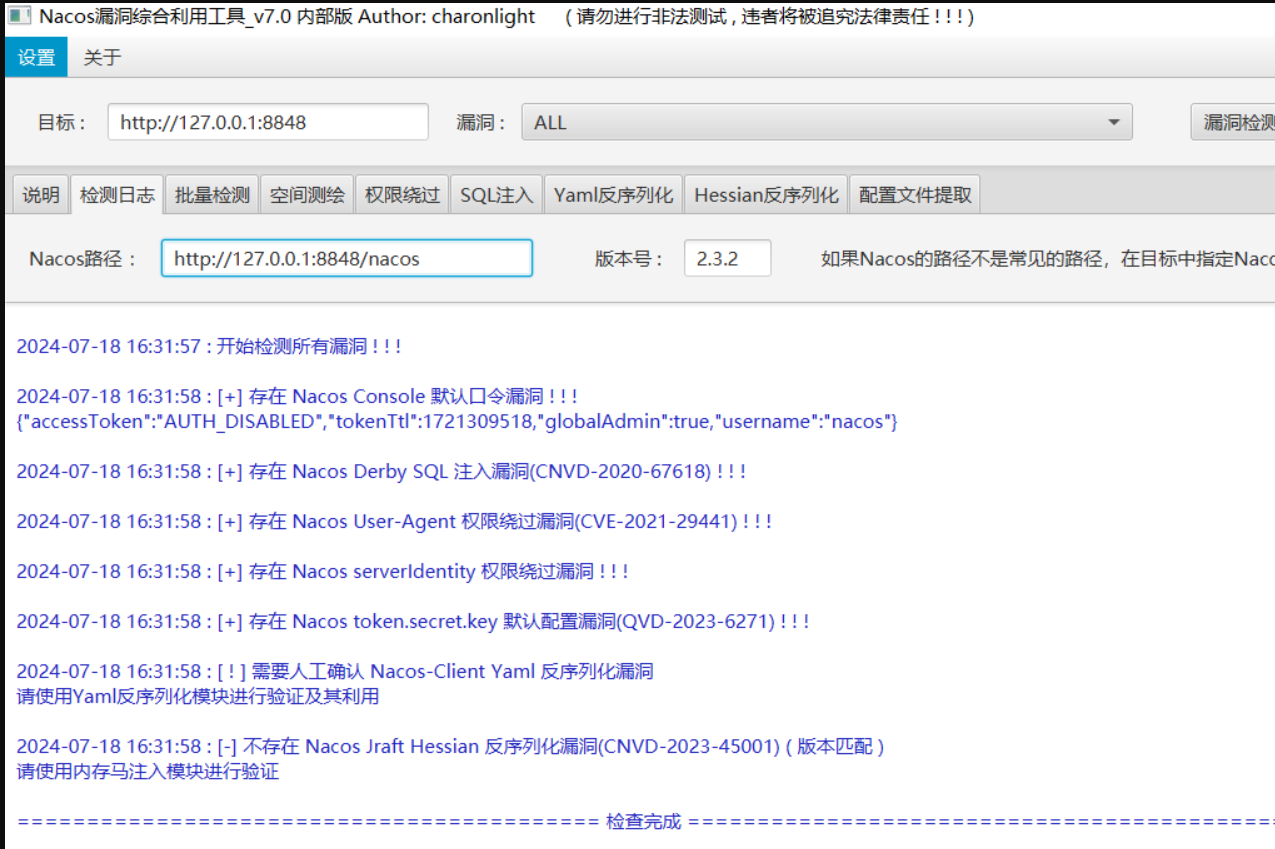 Nacos漏洞综合利用工具_v7.0 内部版 Author: charonlight ( 请勿进行非法测试 , 违者将被追究法律责任 ! ! ! )
设置 关于
目标 : http://127.0.0.1:8848 漏洞 : ALL 漏洞检测
说明 检测日志 批量检测 空间测绘 权限绕过 SQL注入 Yaml反序列化 Hessian反序列化 配置文件提取
Nacos路径 : http://127.0.0.1:8848/nacos 版本号 : 2.3.2 如果Nacos的路径不是常见的路径, 在目标中指定Naco
2024-07-18 16:31:57 : 开始检测所有漏洞 ! ! !
2024-07-18 16:31:58 : [+] 存在 Nacos Console 默认口令漏洞 ! ! !
{"accessToken":"AUTH_DISABLED","tokenTtl":1721309518,"globalAdmin":true,"username":"nacos"}
2024-07-18 16:31:58 : [+] 存在 Nacos Derby SQL 注入漏洞(CNVD-2020-67618) ! ! !
2024-07-18 16:31:58 : [+] 存在 Nacos User-Agent 权限绕过漏洞(CVE-2021-29441) ! ! !
2024-07-18 16:31:58 : [+] 存在 Nacos serverIdentity 权限绕过漏洞 ! ! !
2024-07-18 16:31:58 : [+] 存在 Nacos token.secret.key 默认配置漏洞(QVD-2023-6271) ! ! !
2024-07-18 16:31:58 : [ ! ] 需要人工确认 Nacos-Client Yaml 反序列化漏洞
请使用Yaml反序列化模块进行验证及其利用
2024-07-18 16:31:58 : [-] 不存在 Nacos Jraft Hessian 反序列化漏洞(CNVD-2023-45001) ( 版本匹配 )
请使用内存马注入模块进行验证
========================================== 检查完成 ==========================================